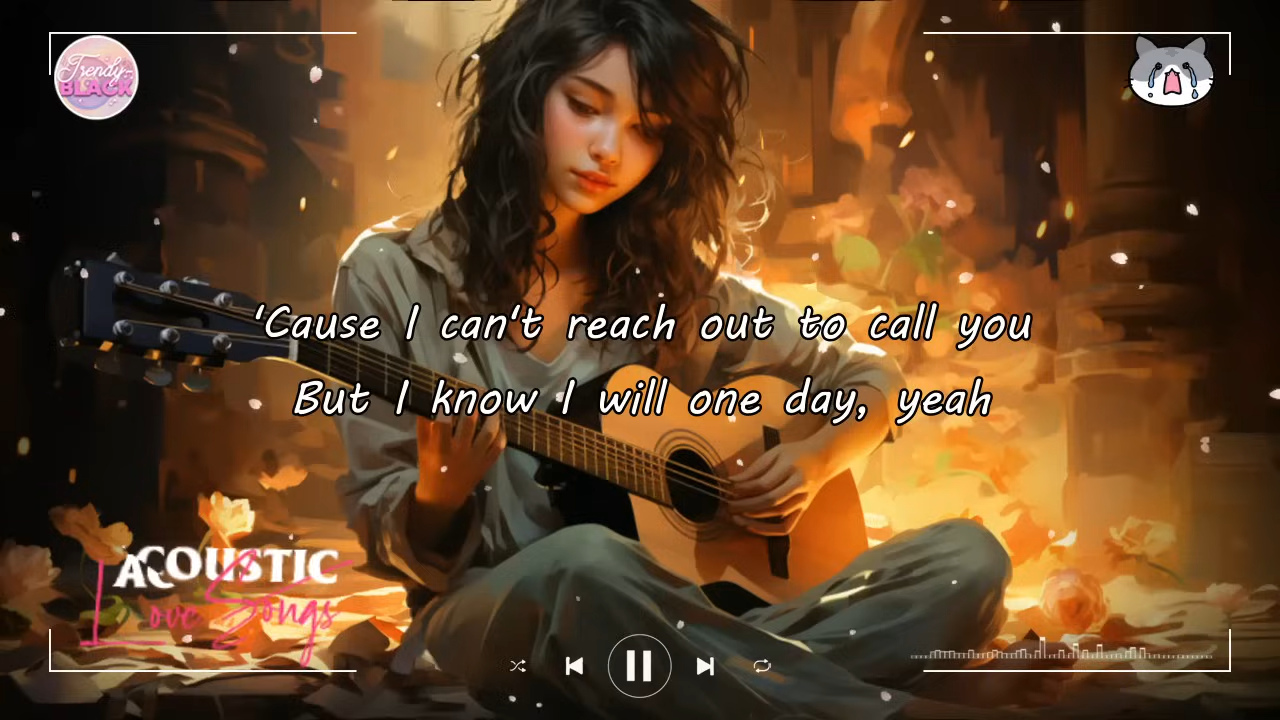 Trendy
BLACK
'Cause I can't reach out to call you
But I know I will one day, yeah
ACOUSTIC
Love Songs